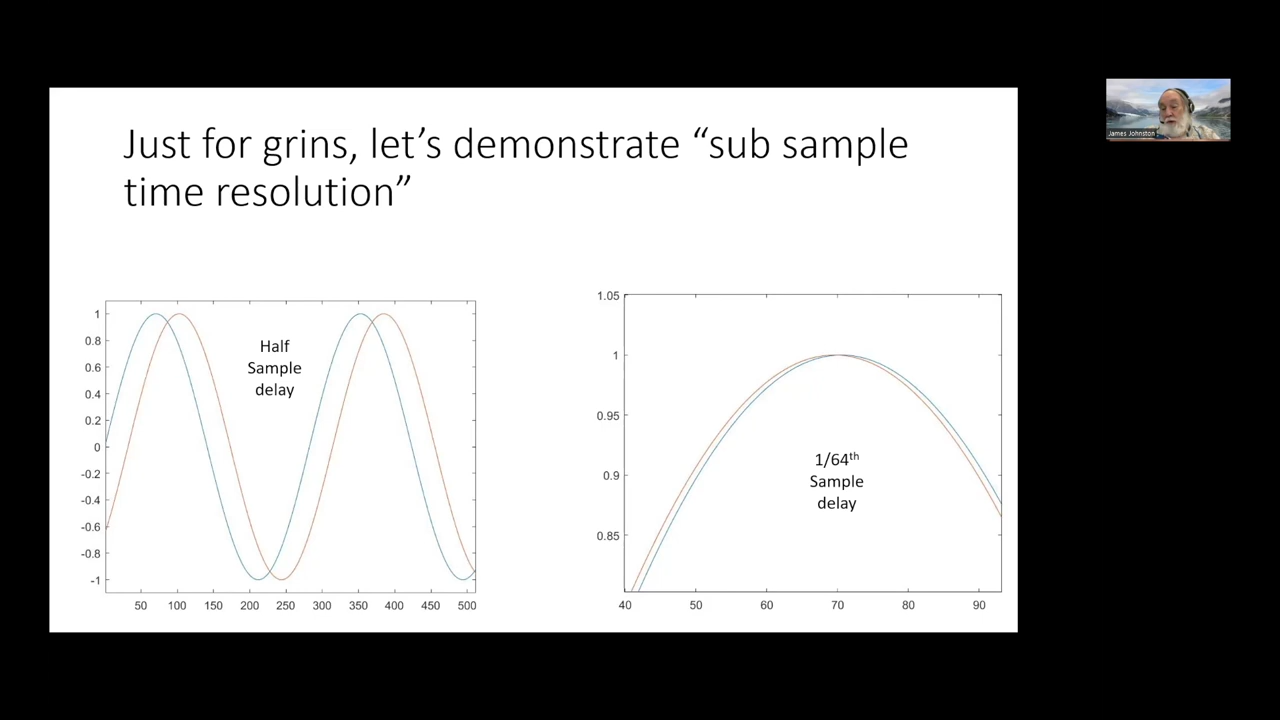 Just for grins, let’s demonstrate “sub sample
time resolution”
1
0.8
0.6
0.4
0.2
0
-0.2
-0.4
-0.6
-0.8
-1
50 100 150 200 250 300 350 400 450 500
Half
Sample
delay
1.05
1
0.95
0.9
0.85
40 50 60 70 80 90
1/64th
Sample
delay
James Johnston